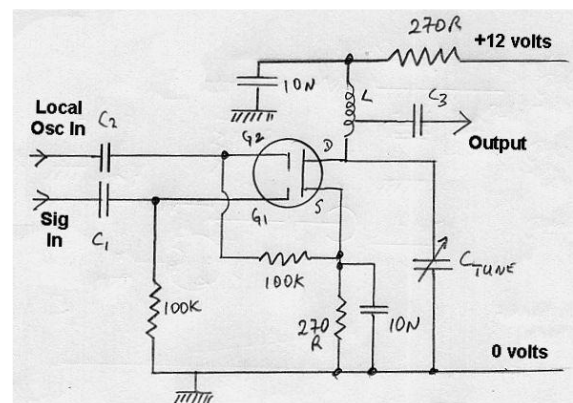 270R
+12 volts
10N
L
C3
Local
Osc In
C2
G2
D
Output
Sig
In
C1
G1
S
100K
100K
CTUNE
270
R
10N
0 volts